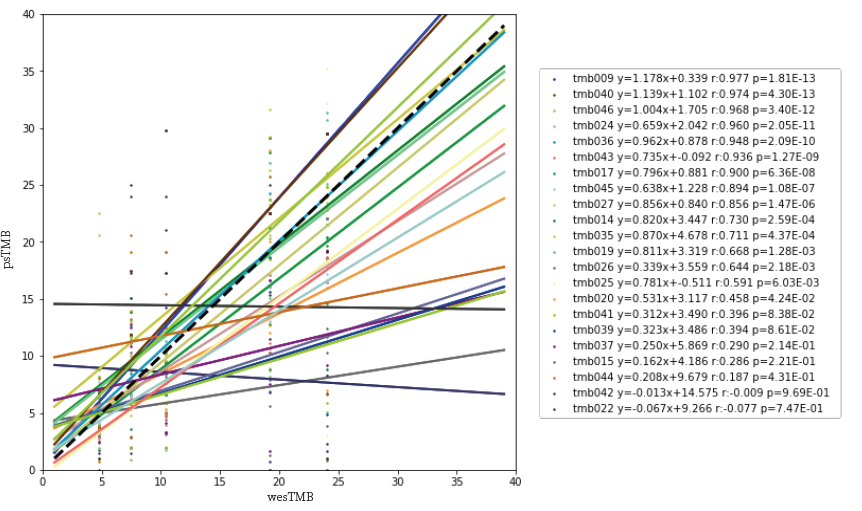 40
35
30
25
20
15
10
5
0
psTMB
0 5 10 15 20 25 30 35 40
wesTMB
tmb009 y=1.178x+0.339 r:0.977 p=1.81E-13
tmb040 y=1.139x+1.102 r:0.974 p=4.30E-13
tmb046 y=1.004x+1.705 r:0.968 p=3.40E-12
tmb024 y=0.659x+2.042 r:0.960 p=2.05E-11
tmb036 y=0.962x+0.878 r:0.948 p=2.09E-10
tmb043 y=0.735x+-0.092 r:0.936 p=1.27E-09
tmb017 y=0.796x+0.881 r:0.900 p=6.36E-08
tmb045 y=0.638x+1.228 r:0.894 p=1.08E-07
tmb027 y=0.856x+0.840 r:0.856 p=1.47E-06
tmb014 y=0.820x+3.447 r:0.730 p=2.59E-04
tmb035 y=0.870x+4.678 r:0.711 p=4.37E-04
tmb019 y=0.811x+3.319 r:0.668 p=1.28E-03
tmb026 y=0.339x+3.559 r:0.644 p=2.18E-03
tmb025 y=0.781x+-0.511 r:0.591 p=6.03E-03
tmb020 y=0.531x+3.117 r:0.458 p=4.24E-02
tmb041 y=0.312x+3.490 r:0.396 p=8.38E-02
tmb039 y=0.323x+3.486 r:0.394 p=8.61E-02
tmb037 y=0.250x+5.869 r:0.290 p=2.14E-01
tmb015 y=0.162x+4.186 r:0.286 p=2.21E-01
tmb044 y=0.208x+9.679 r:0.187 p=4.31E-01
tmb042 y=-0.013x+14.575 r:-0.009 p=9.69E-01
tmb022 y=-0.067x+9.266 r:-0.077 p=7.47E-01